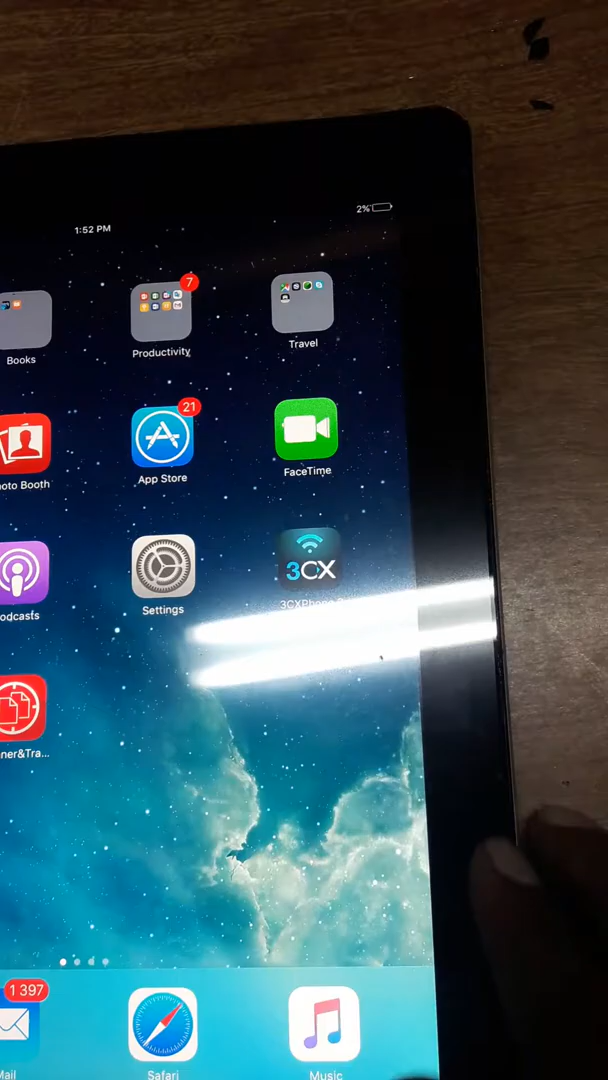 2%
1:52 PM
7
Books
Productivity
Travel
21
oto Booth
App Store
FaceTime
3CX
odcasts
Settings
3CXPhone
ner&Tra...
1 397
Mail
Safari
Music